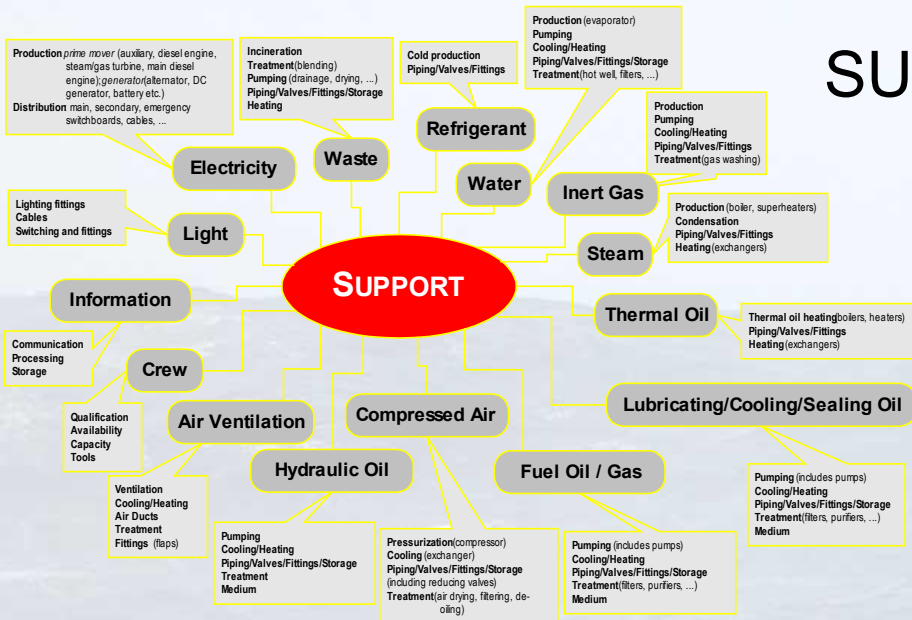 SU
Production prime mover (auxiliary, diesel engine,
steam/gas turbine, main diesel
engine);generator(alternator, DC
generator, battery etc.)
Distribution main, secondary, emergency
switchboards, cables, ...
Electricity
Incineration
Treatment(blending)
Pumping (drainage, drying, ...)
Piping/Valves/Fittings/Storage
Heating
Waste
Cold production
Piping/Valves/Fittings
Refrigerant
Production (evaporator)
Pumping
Cooling/Heating
Piping/Valves/Fittings/Storage
Treatment(hot well, filters, ...)
Water
Production
Pumping
Cooling/Heating
Piping/Valves/Fittings
Treatment(gas washing)
Inert Gas
Lighting fittings
Cables
Switching and fittings
Light
Production (boiler, superheaters)
Condensation
Piping/Valves/Fittings
Heating(exchangers)
Steam
SUPPORT
Information
Communication
Processing
Storage
Thermal Oil
Thermal oil heating(boilers, heaters)
Piping/Valves/Fittings
Heating(exchangers)
Crew
Qualification
Availability
Capacity
Tools
Air Ventilation
Ventilation
Cooling/Heating
Air Ducts
Treatment
Fittings (flaps)
Hydraulic Oil
Pumping
Cooling/Heating
Piping/Valves/Fittings/Storage
Treatment
Medium
Compressed Air
Pressurization(compressor)
Cooling (exchanger)
Piping/Valves/Fittings/Storage
(including reducing valves)
Treatment(air drying, filtering, de-
oiling)
Fuel Oil / Gas
Pumping (includes pumps)
Cooling/Heating
Piping/Valves/Fittings/Storage
Treatment(filters, purifiers, ...)
Medium
Lubricating/Cooling/Sealing Oil
Pumping (includes pumps)
Cooling/Heating
Piping/Valves/Fittings/Storage
Treatment(filters, purifiers, ...)
Medium